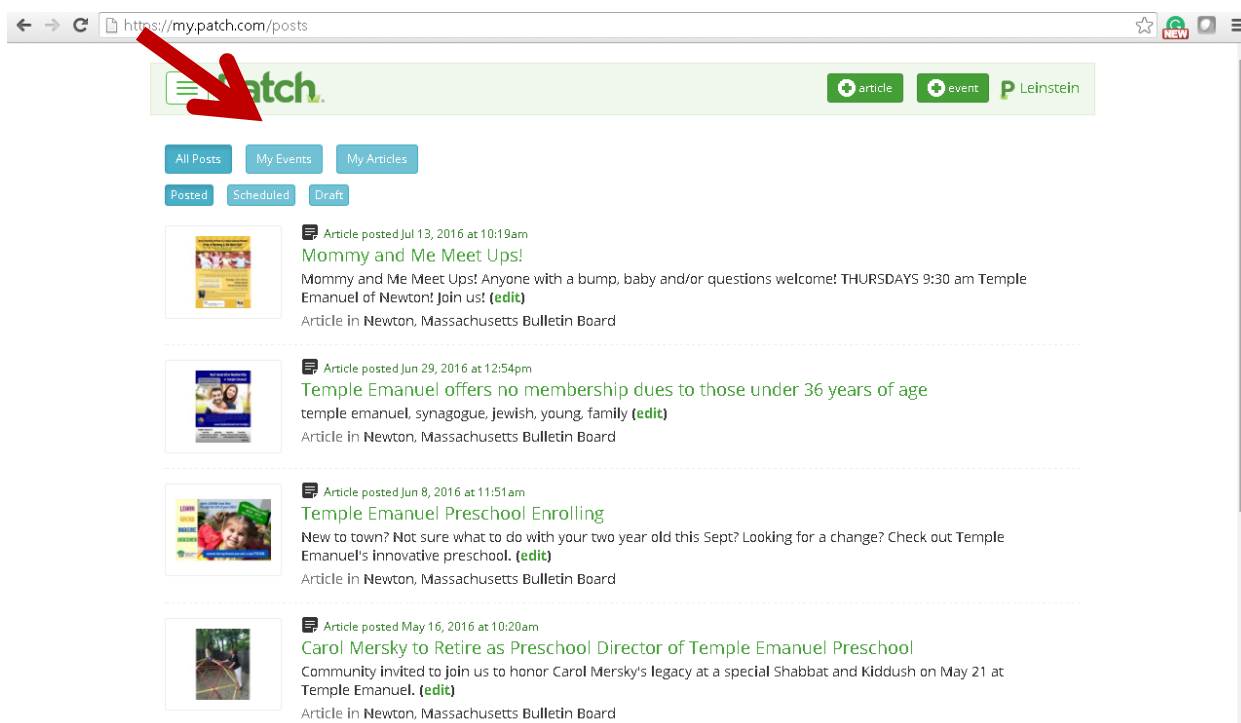 https://my.patch.com/posts
NEW
atch.
article
event
Leinstein
All Posts
My Events
My Articles
Posted
Scheduled
Draft
Article posted Jul 13, 2016 at 10:19am
Mommy and Me Meet Ups!
Mommy and Me Meet Ups! Anyone with a bump, baby and/or questions welcome! THURSDAYS 9:30 am Temple
Emanuel of Newton! Join us! (edit)
Article in Newton, Massachusetts Bulletin Board
Article posted Jun 29, 2016 at 12:54pm
Temple Emanuel offers no membership dues to those under 36 years of age
temple emanuel, synagogue, jewish, young, family (edit)
Article in Newton, Massachusetts Bulletin Board
Article posted Jun 8, 2016 at 11:51am
Temple Emanuel Preschool Enrolling
LEARN
New to town? Not sure what to do with your two year old this Sept? Looking for a change? Check out Temple
Emanuel's innovative preschool. (edit)
Article in Newton, Massachusetts Bulletin Board
Article posted May 16, 2016 at 10:20am
Carol Mersky to Retire as Preschool Director of Temple Emanuel Preschool
Community invited to join us to honor Carol Mersky's legacy at a special Shabbat and Kiddush on May 21 at
Temple Emanuel. (edit)
Article in Newton, Massachusetts Bulletin Board